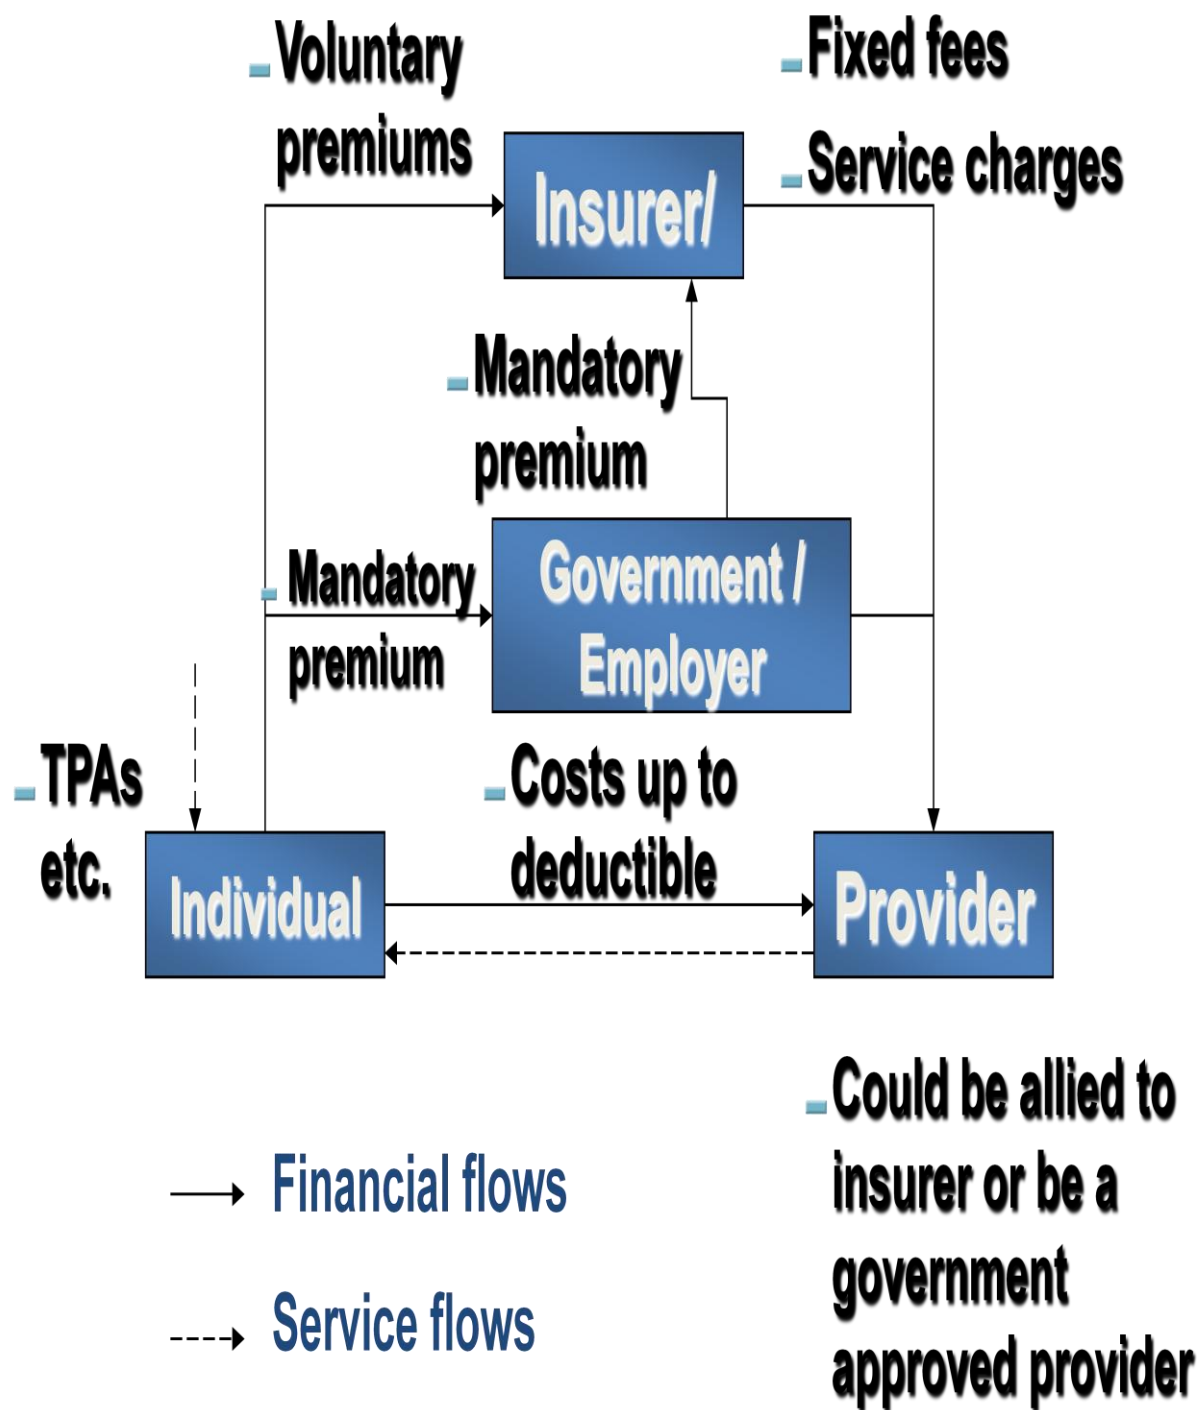 Voluntary
premiums
Fixed fees
Service charges
Insurer/
Mandatory
premium
Mandatory
premium
Government /
Employer
TPAs
etc.
Costs up to
deductible
Individual
Provider
Financial flows
Service flows
Could be allied to
insurer or be a
government
approved provider